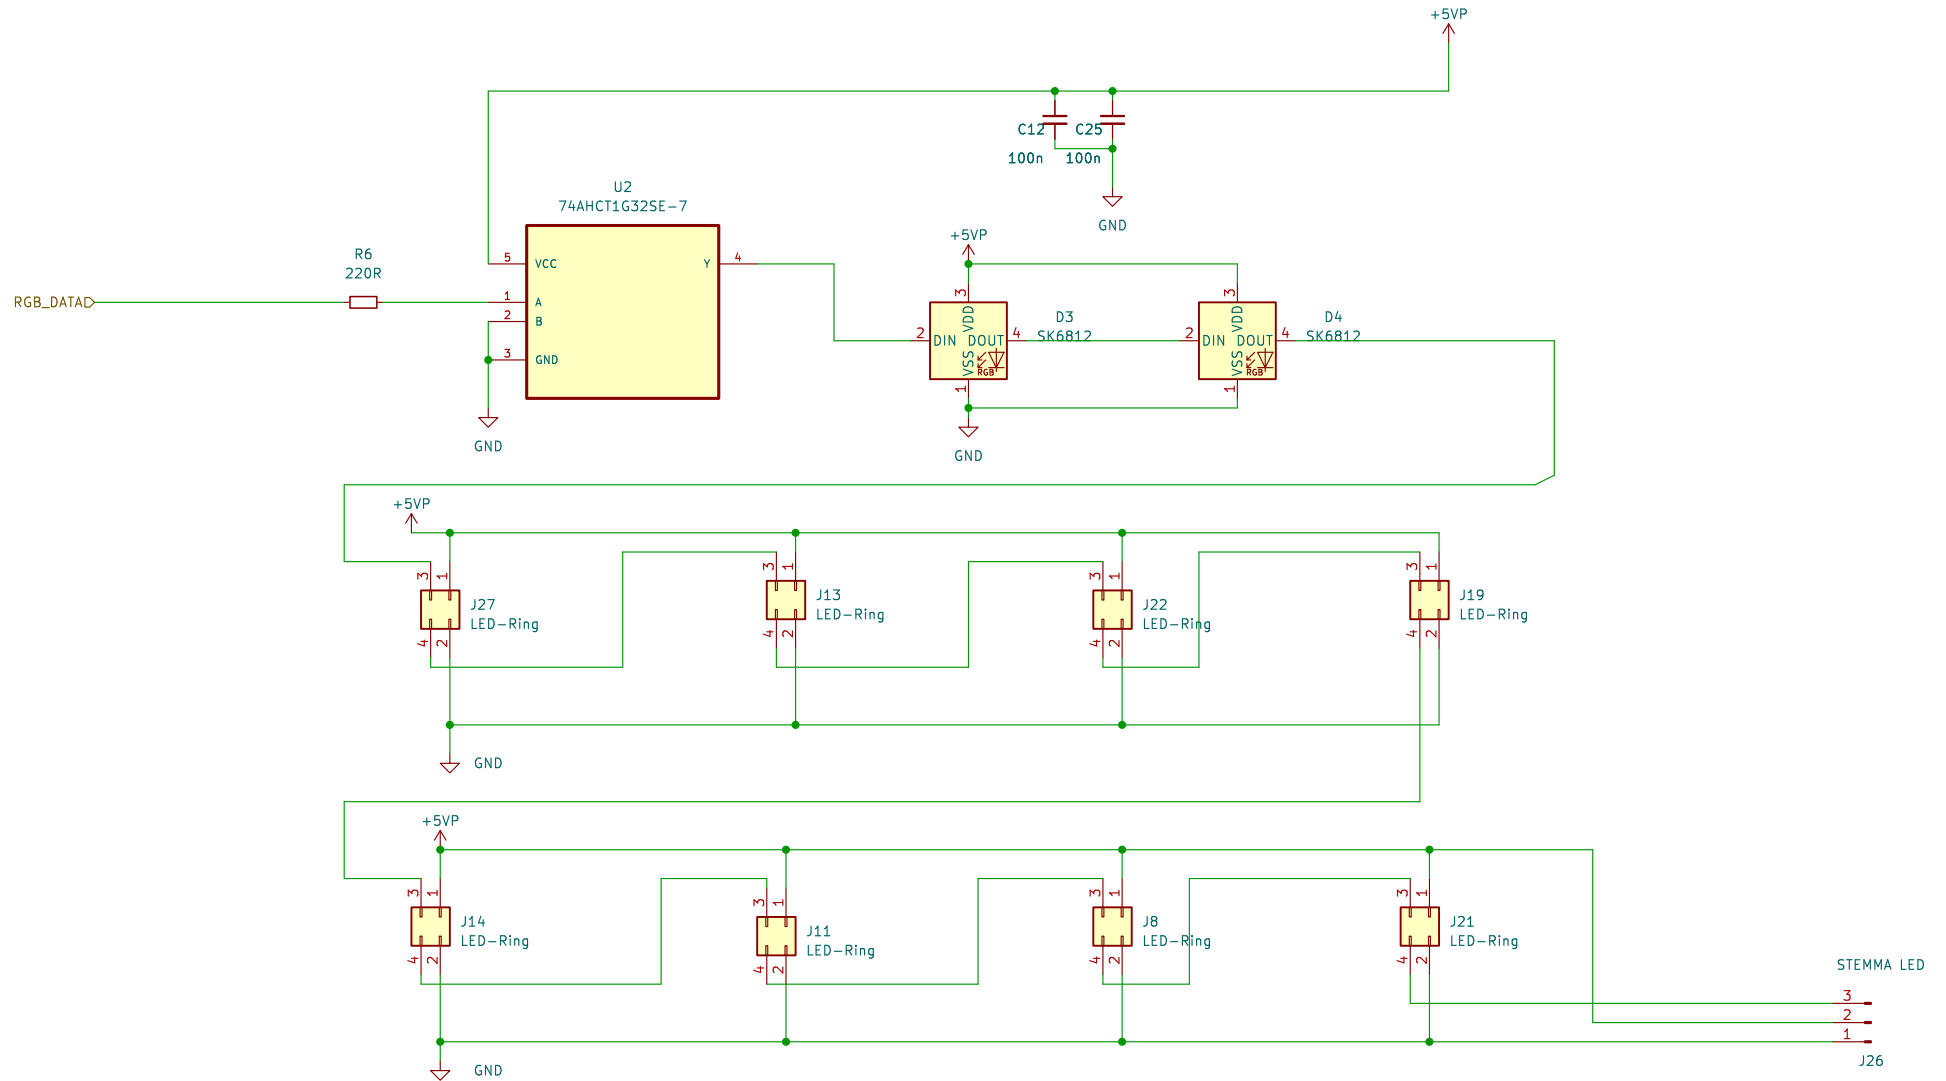 +5VP
C12
C25
100n
100n
GND
U2
74AHCT1G32SE-7
R6
220R
RGB_DATA
5
VCC
Y
4
1
A
2
B
3
GND
GND
+5VP
3
VDD
2
DIN
DOUT
4
VSS
RGB
1
D3
SK6812
GND
3
VDD
2
DIN
DOUT
4
VSS
RGB
1
D4
SK6812
+5VP
3
1
J27
LED-Ring
4
2
3
1
J13
LED-Ring
4
2
3
1
J22
LED-Ring
4
2
3
1
J19
LED-Ring
4
2
GND
+5VP
3
1
J14
LED-Ring
4
2
3
1
J11
LED-Ring
4
2
3
1
J8
LED-Ring
4
2
3
1
J21
LED-Ring
4
2
GND
STEMMA LED
3
2
1
J26